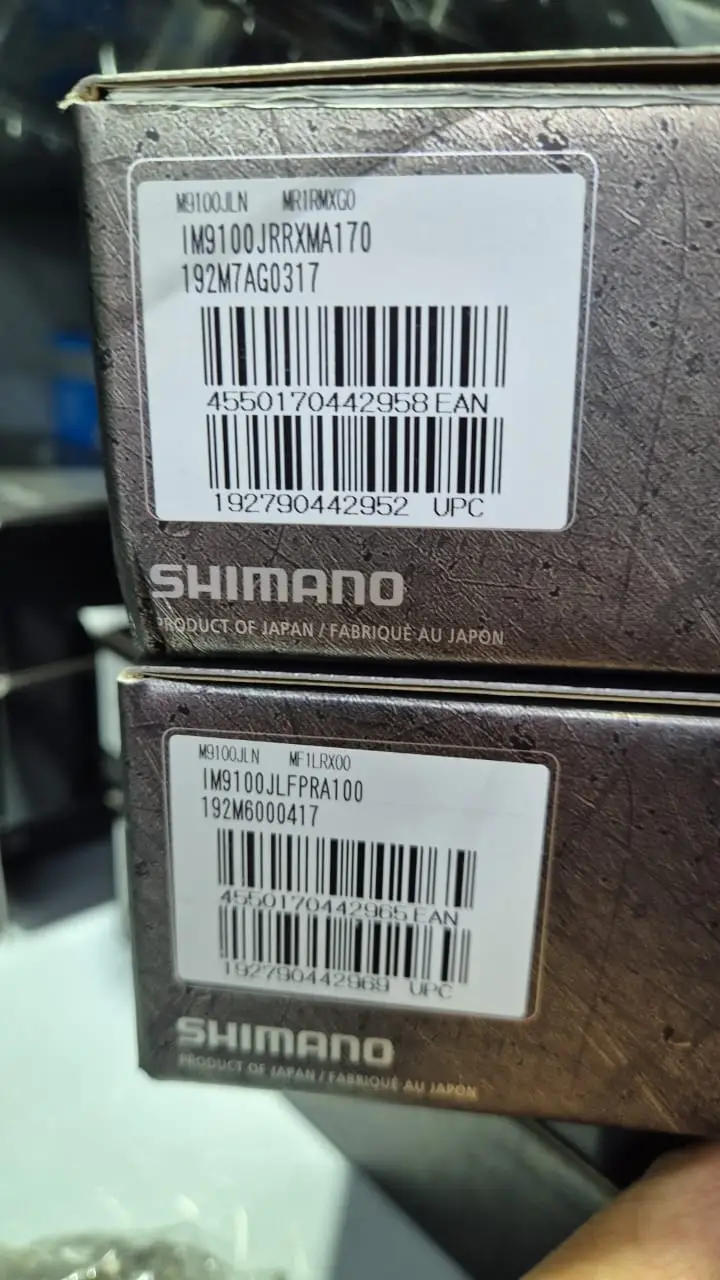 M9100JLN MR1RMXG0
IM9100JRRXMA170
192M7AG0317
4550170442958 EAN
192790442952 UPC
SHIMANO
PRODUCT OF JAPAN / FABRIQUÉ AU JAPON
M9100JLN MF1LRX00
IM9100JLFPRA100
192M6000417
4550170442965 EAN
192790442969 UPC
SHIMANO
PRODUCT OF JAPAN / FABRIQUÉ AU JAPON